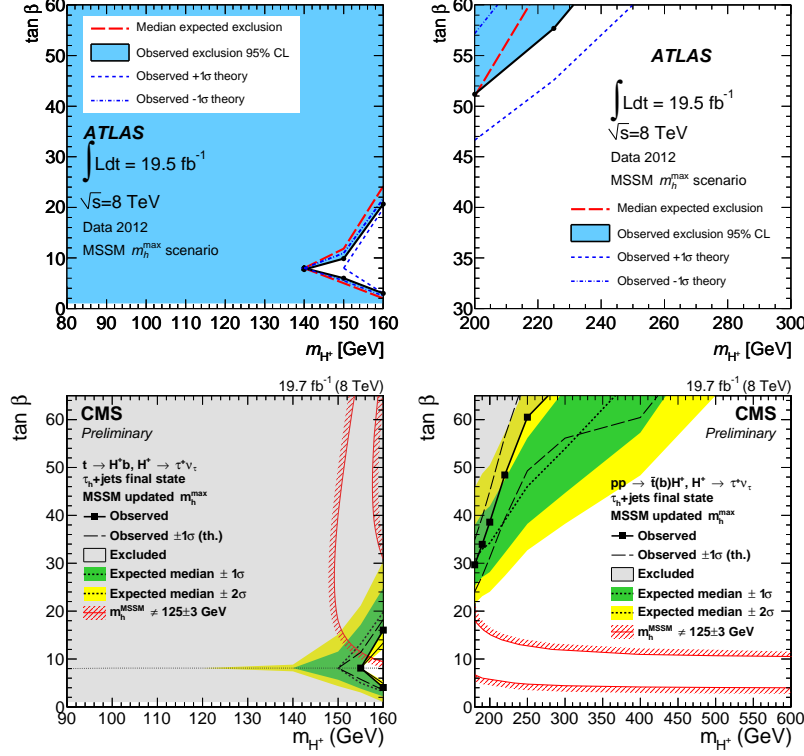 tan β
60
50
40
30
20
10
0
Median expected exclusion
Observed exclusion 95% CL
Observed +1σ theory
Observed -1σ theory
ATLAS
∫ Ldt = 19.5 fb⁻¹
√s=8 TeV
Data 2012
MSSM m_h^max scenario
80 90 100 110 120 130 140 150 160
m_H⁺ [GeV]
tan β
60
55
50
45
40
35
30
ATLAS
∫ Ldt = 19.5 fb⁻¹
√s=8 TeV
Data 2012
MSSM m_h^max scenario
Median expected exclusion
Observed exclusion 95% CL
Observed +1σ theory
Observed -1σ theory
200 220 240 260 280 300
m_H⁺ [GeV]
19.7 fb⁻¹ (8 TeV)
tan β
60
50
40
30
20
10
0
CMS
Preliminary
t → H⁺b, H⁺ → τ⁺ν_τ
τ_h+jets final state
MSSM updated m_h^max
Observed
Observed ±1σ (th.)
Excluded
Expected median ± 1σ
Expected median ± 2σ
m_h^MSSM ≠ 125±3 GeV
90 100 110 120 130 140 150 160
m_H⁺ (GeV)
19.7 fb⁻¹ (8 TeV)
tan β
60
50
40
30
20
10
0
CMS
Preliminary
pp → t̄(b)H⁺, H⁺ → τ⁺ν_τ
τ_h+jets final state
MSSM updated m_h^max
Observed
Observed ±1σ (th.)
Excluded
Expected median ± 1σ
Expected median ± 2σ
m_h^MSSM ≠ 125±3 GeV
200 250 300 350 400 450 500 550 600
m_H⁺ (GeV)